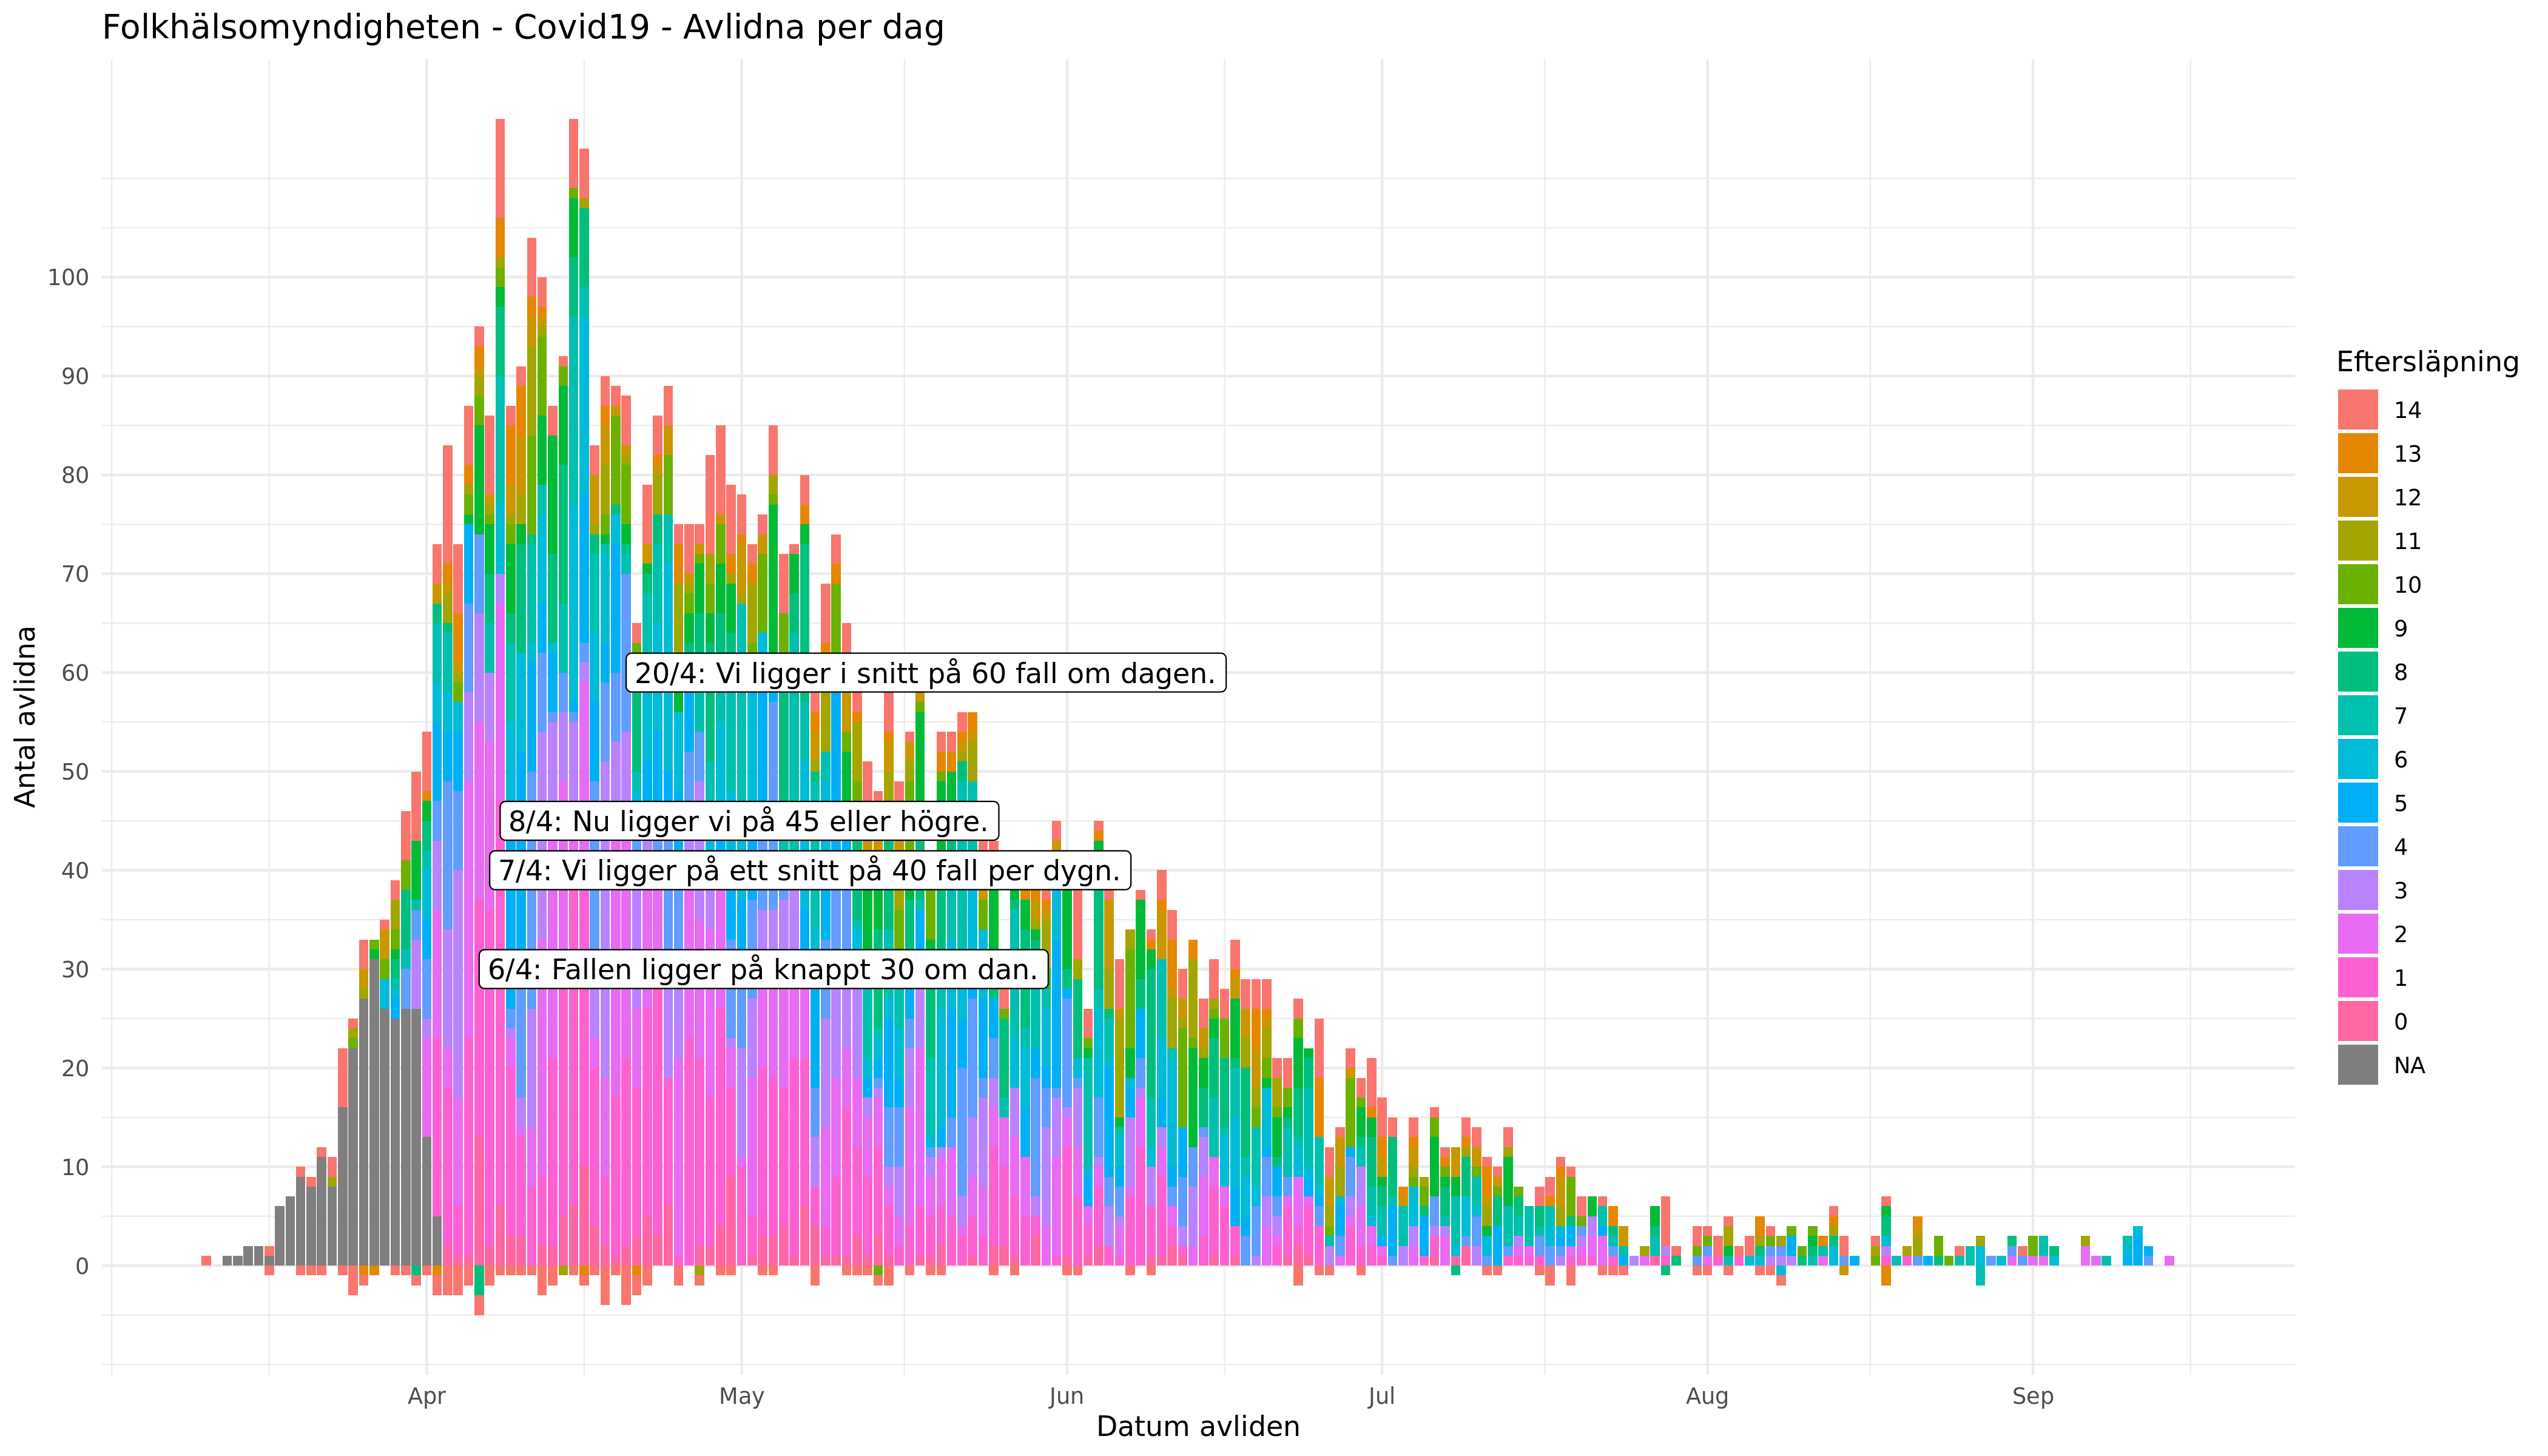 Folkhälsomyndigheten - Covid19 - Avlidna per dag
Antal avlidna
100
90
80
70
60
50
40
30
20
10
0
20/4: Vi ligger i snitt på 60 fall om dagen.
8/4: Nu ligger vi på 45 eller högre.
7/4: Vi ligger på ett snitt på 40 fall per dygn.
6/4: Fallen ligger på knappt 30 om dan.
Apr
May
Jun
Jul
Aug
Sep
Datum avliden
Eftersläpning
14
13
12
11
10
9
8
7
6
5
4
3
2
1
0
NA